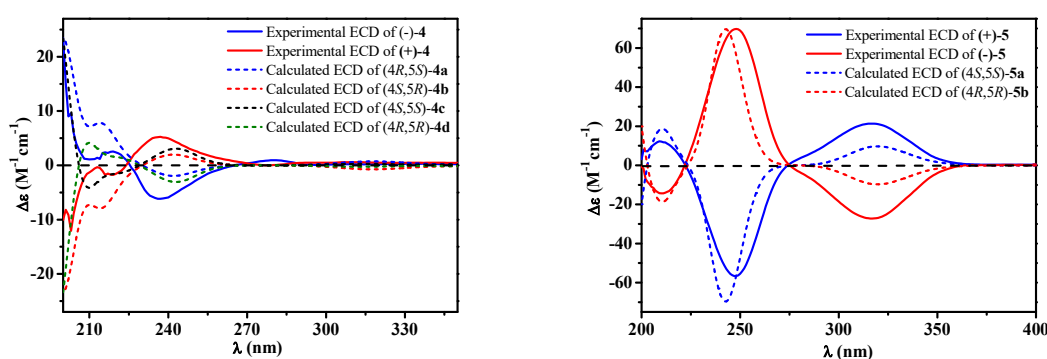 Experimental ECD of (-)-4
Experimental ECD of (+)-4
Calculated ECD of (4R,5S)-4a
Calculated ECD of (4S,5R)-4b
Calculated ECD of (4S,5S)-4c
Calculated ECD of (4R,5R)-4d
20
10
0
-10
-20
Δε (M⁻¹ cm⁻¹)
210 240 270 300 330
λ (nm)
Experimental ECD of (+)-5
Experimental ECD of (-)-5
Calculated ECD of (4S,5S)-5a
Calculated ECD of (4R,5R)-5b
60
40
20
0
-20
-40
-60
Δε (M⁻¹ cm⁻¹)
200 250 300 350 400
λ (nm)